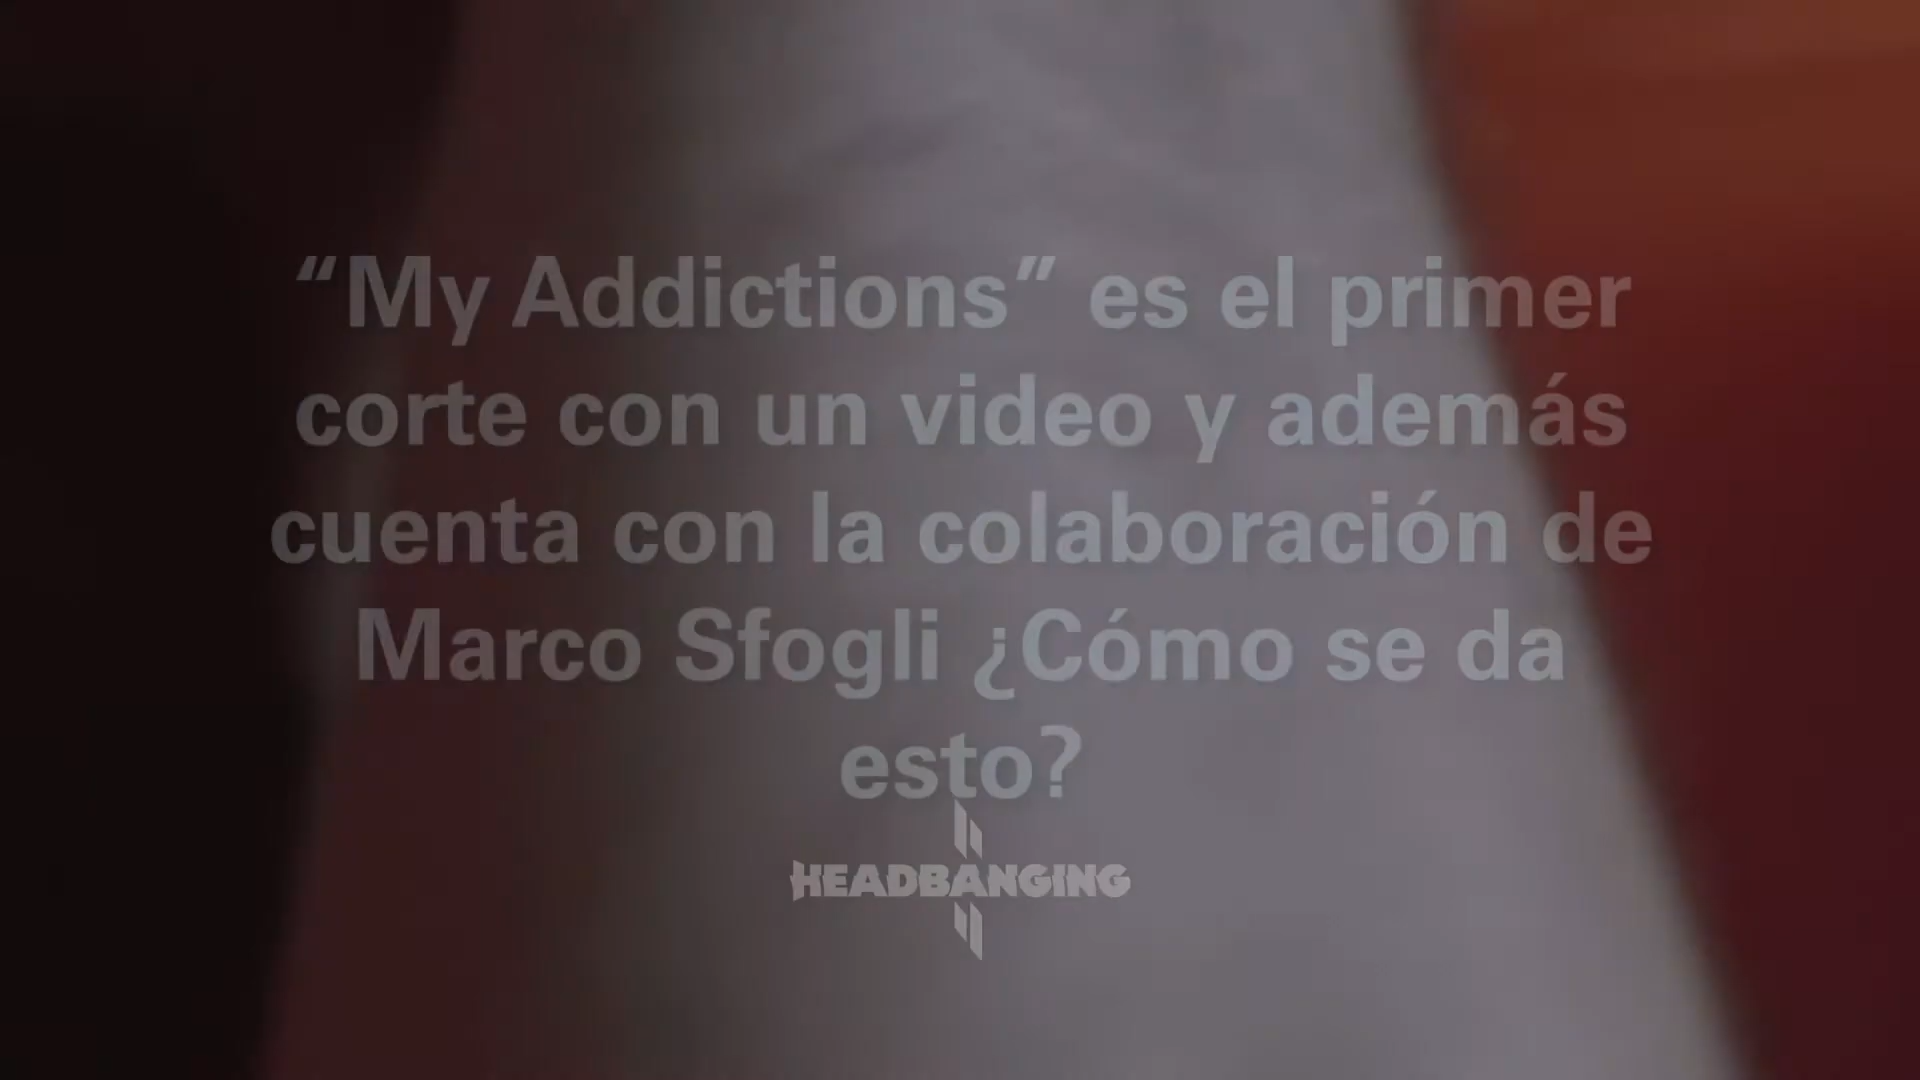 “My Addictions” es el primer
corte con un video y además
cuenta con la colaboración de
Marco Sfogli ¿Cómo se da
esto?
HEADBANGING